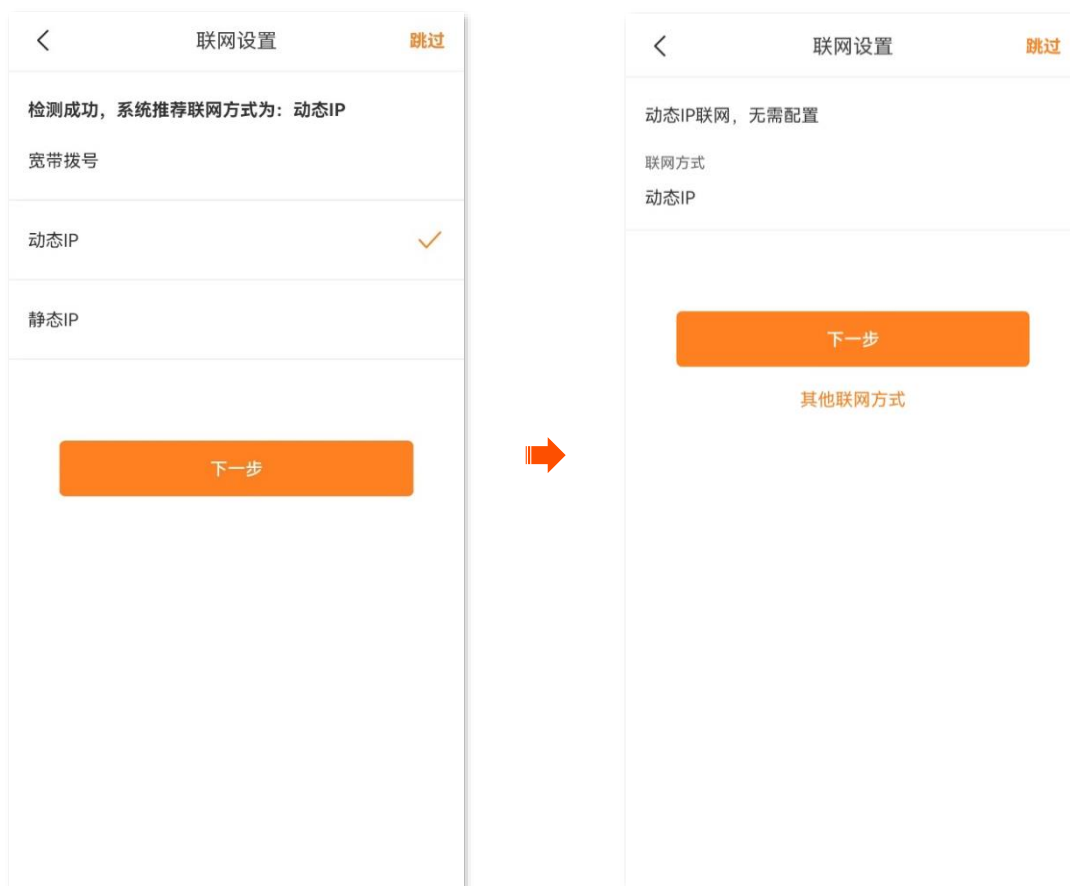 联网设置
跳过
检测成功，系统推荐联网方式为：动态IP
宽带拨号
动态IP
静态IP
下一步
联网设置
跳过
动态IP联网，无需配置
联网方式
动态IP
下一步
其他联网方式